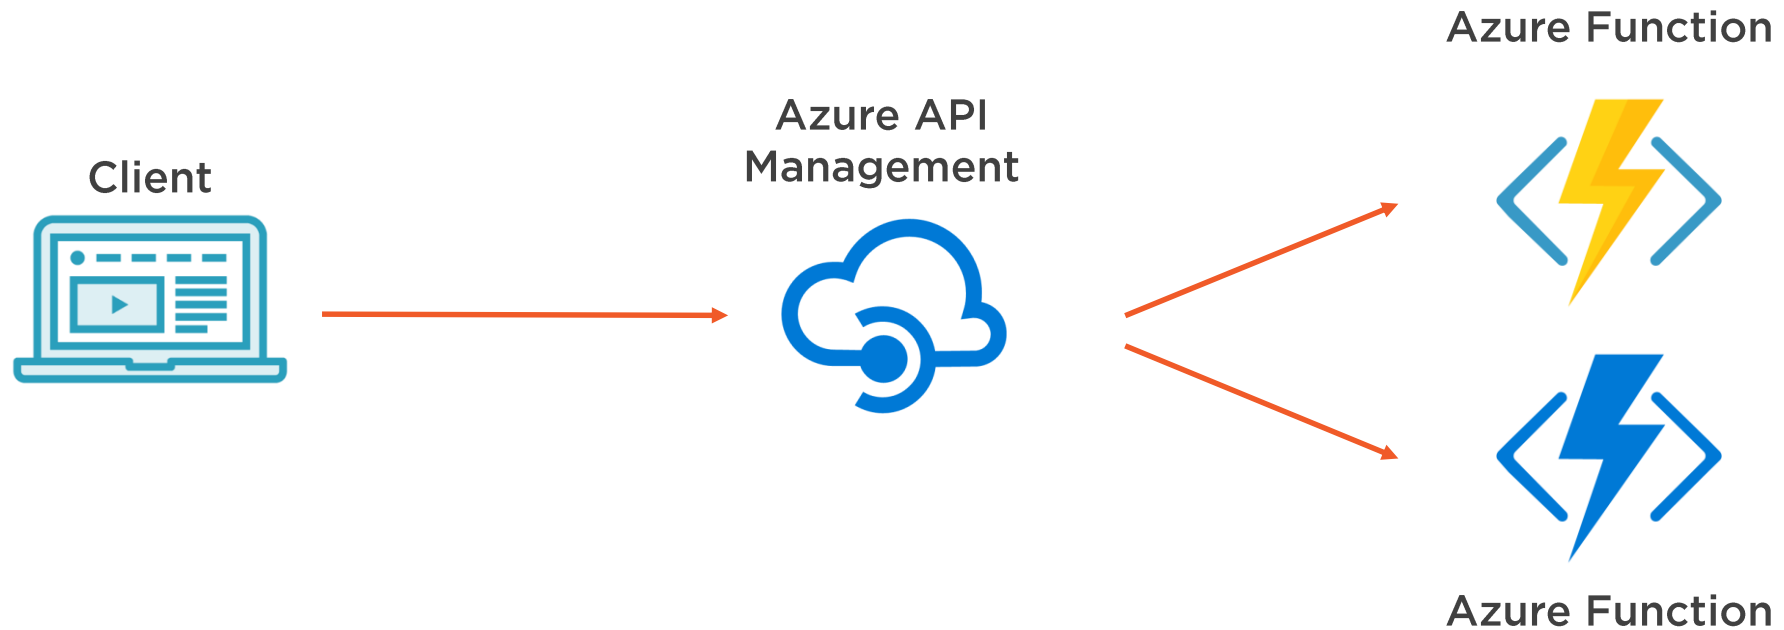 Azure Function
Azure API
Management
Client
Azure Function